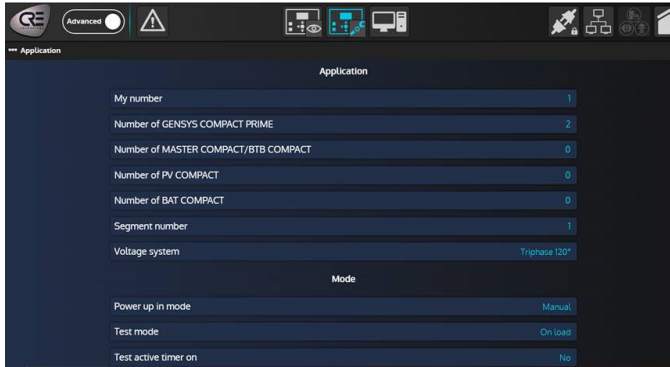 CRE
Advanced
••• Application
Application
My number 1
Number of GENSYS COMPACT PRIME 2
Number of MASTER COMPACT/BTB COMPACT 0
Number of PV COMPACT 0
Number of BAT COMPACT 0
Segment number 1
Voltage system Triphase 120°
Mode
Power up in mode Manual
Test mode On load
Test active timer on No